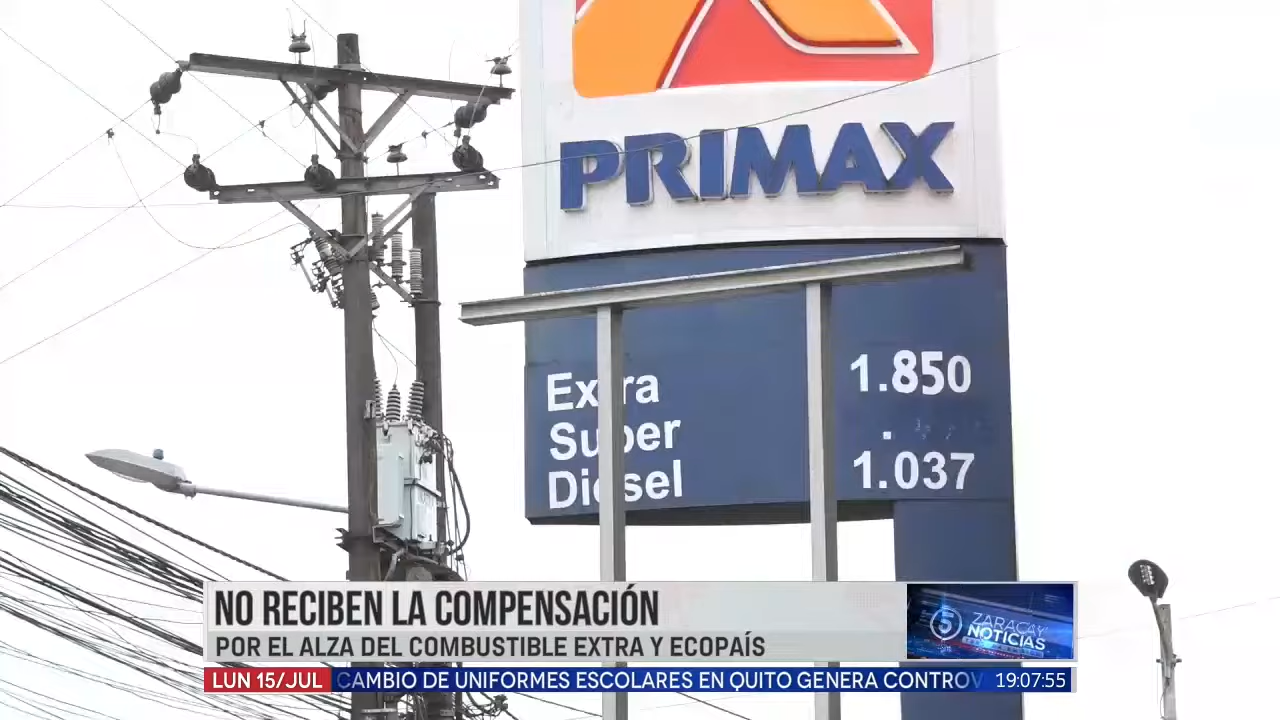 PRIMAX
Extra 1.850
Super .
Diesel 1.037
NO RECIBEN LA COMPENSACIÓN
POR EL ALZA DEL COMBUSTIBLE EXTRA Y ECOPAÍS
5 ZARACAY
NOTICIAS
LUN 15/JUL CAMBIO DE UNIFORMES ESCOLARES EN QUITO GENERA CONTROV 19:07:55